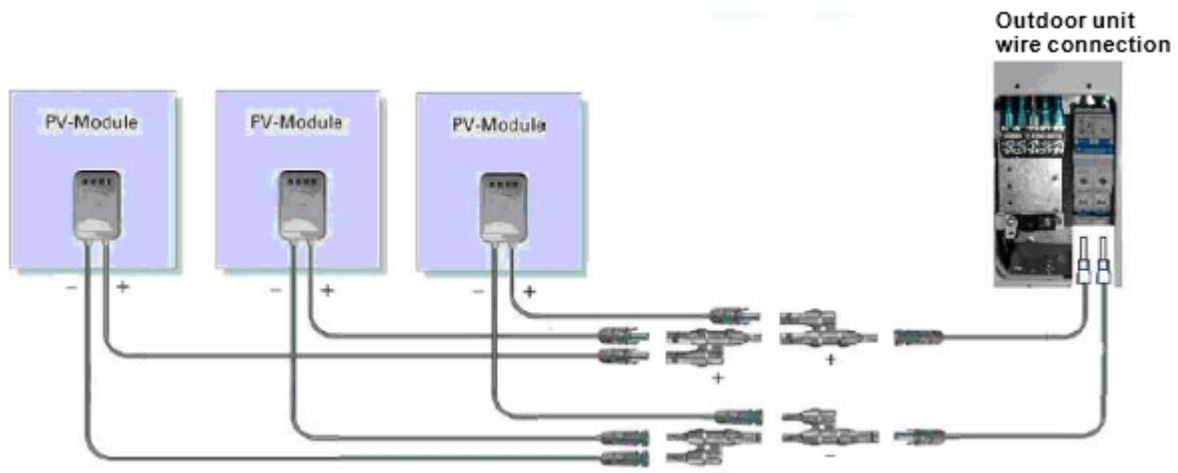 Outdoor unit
wire connection
PV-Module
PV-Module
PV-Module
- +
- +
- +
+
+
-